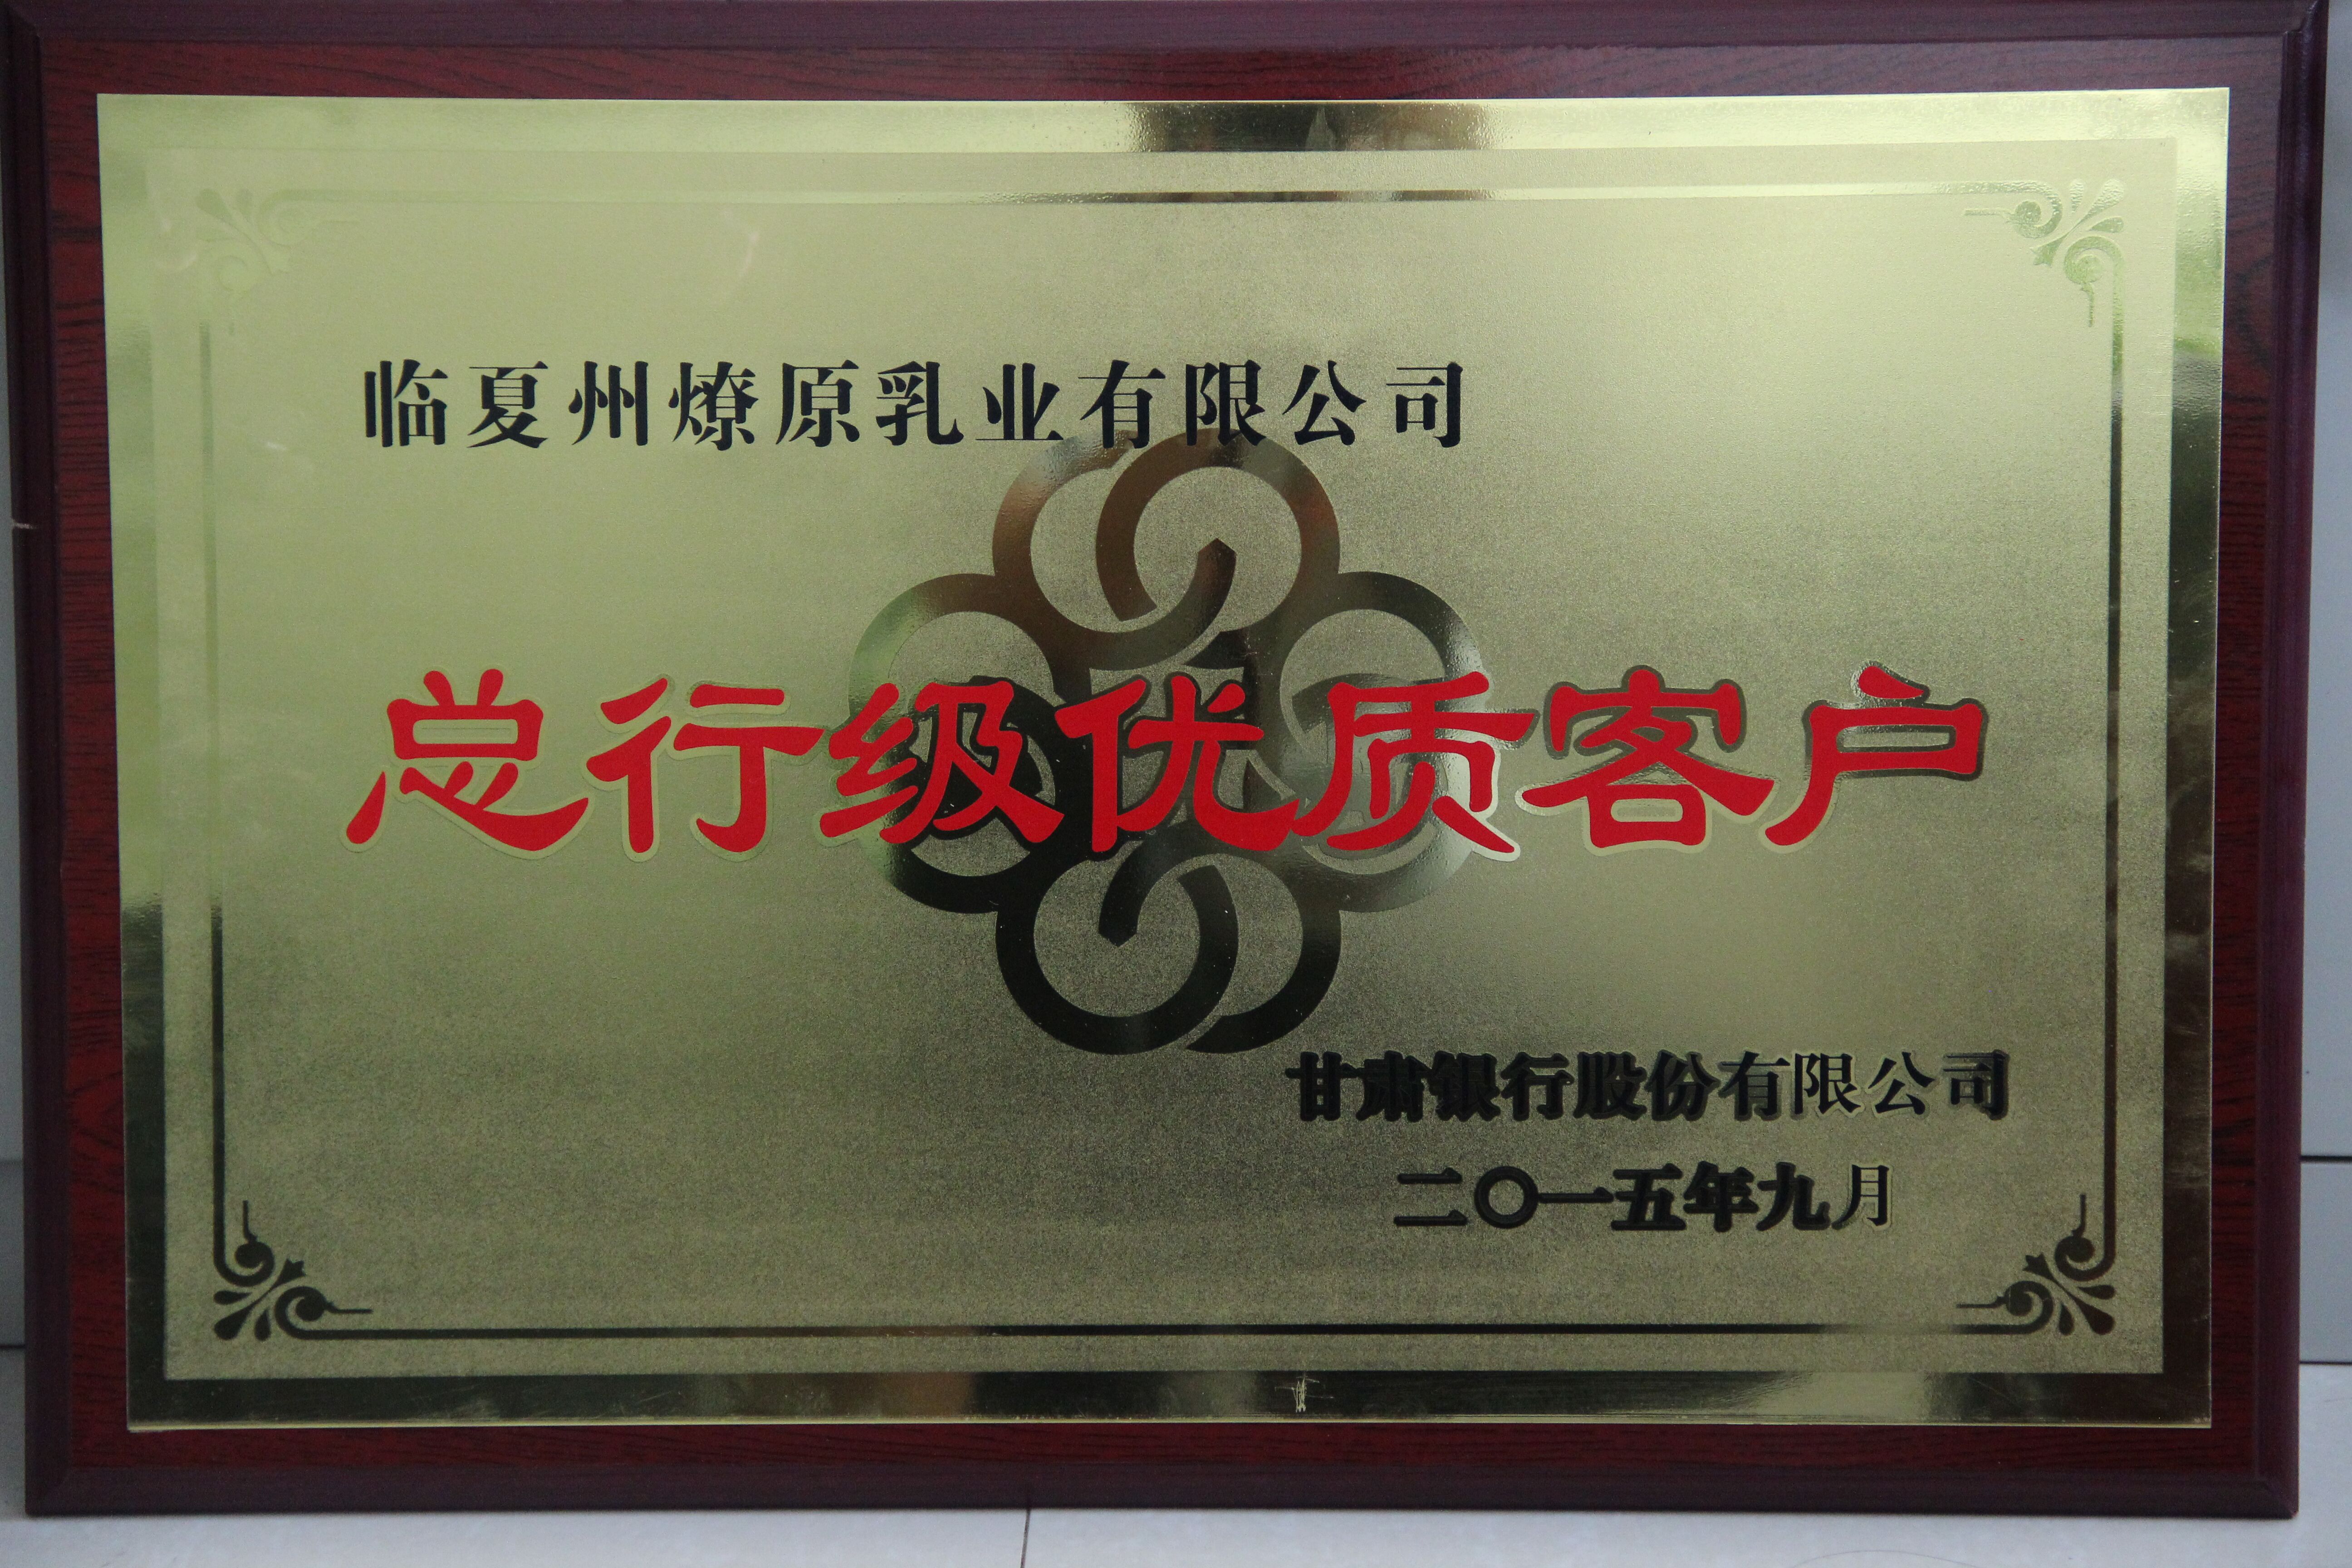 临夏州燎原乳业有限公司
总行级优质客户
甘肃银行股份有限公司
二〇一五年九月